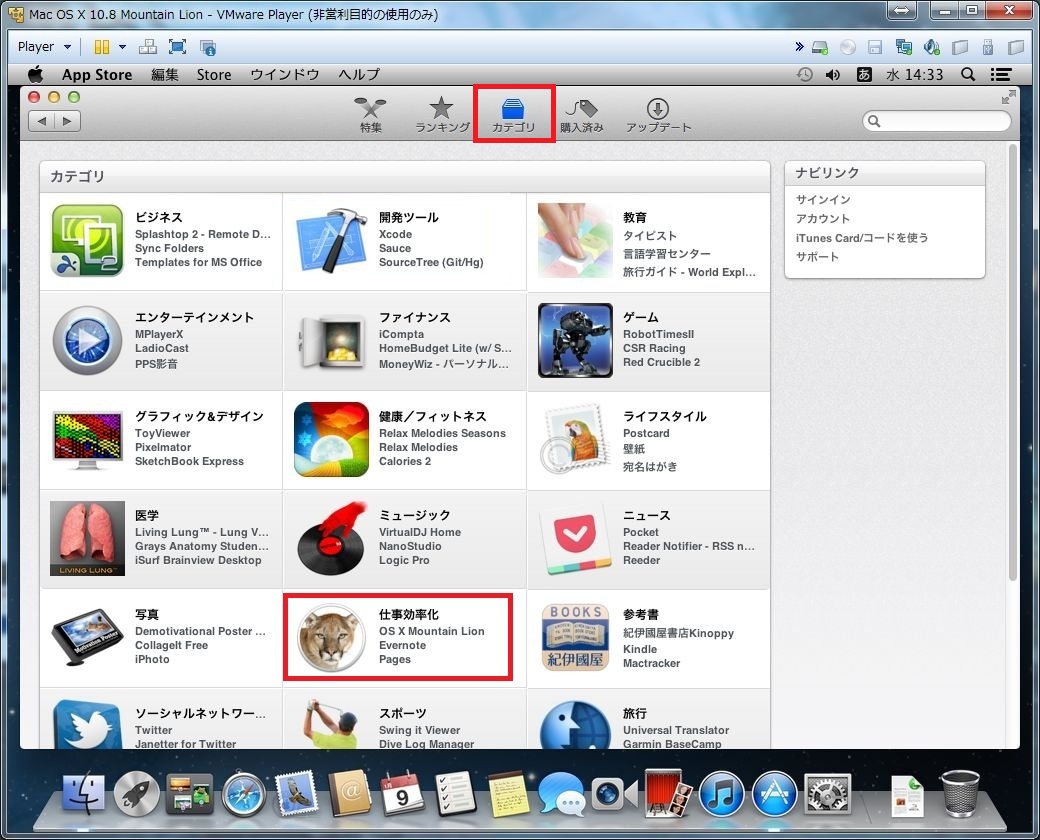 Mac OS X 10.8 Mountain Lion - VMware Player (非営利目的の使用のみ)
Player
App Store 編集 Store ウインドウ ヘルプ
あ 水 14:33
特集 ランキング カテゴリ 購入済み アップデート
カテゴリ
ビジネス
Splashtop 2 - Remote D...
Sync Folders
Templates for MS Office
開発ツール
Xcode
Sauce
SourceTree (Git/Hg)
教育
タイピスト
言語学習センター
旅行ガイド - World Expl...
エンターテインメント
MPlayerX
LadioCast
PPS影音
ファイナンス
iCompta
HomeBudget Lite (w/ S...
MoneyWiz - パーソナル...
ゲーム
RobotTimesII
CSR Racing
Red Crucible 2
グラフィック&デザイン
ToyViewer
Pixelmator
SketchBook Express
健康／フィットネス
Relax Melodies Seasons
Relax Melodies
Calories 2
ライフスタイル
Postcard
壁紙
宛名はがき
LIVING LUNG™
医学
Living Lung™ - Lung V...
Grays Anatomy Studen...
iSurf Brainview Desktop
ミュージック
VirtualDJ Home
NanoStudio
Logic Pro
ニュース
Pocket
Reader Notifier - RSS n...
Reeder
Motivation Poster
写真
Demotivational Poster ...
CollageIt Free
iPhoto
仕事効率化
OS X Mountain Lion
Evernote
Pages
BOOKS
紀伊國屋
参考書
紀伊國屋書店Kinoppy
Kindle
Mactracker
ソーシャルネットワー...
Twitter
Janetter for Twitter
スポーツ
Swing it Viewer
Dive Log Manager
旅行
Universal Translator
Garmin BaseCamp
ナビリンク
サインイン
アカウント
iTunes Card/コードを使う
サポート
9